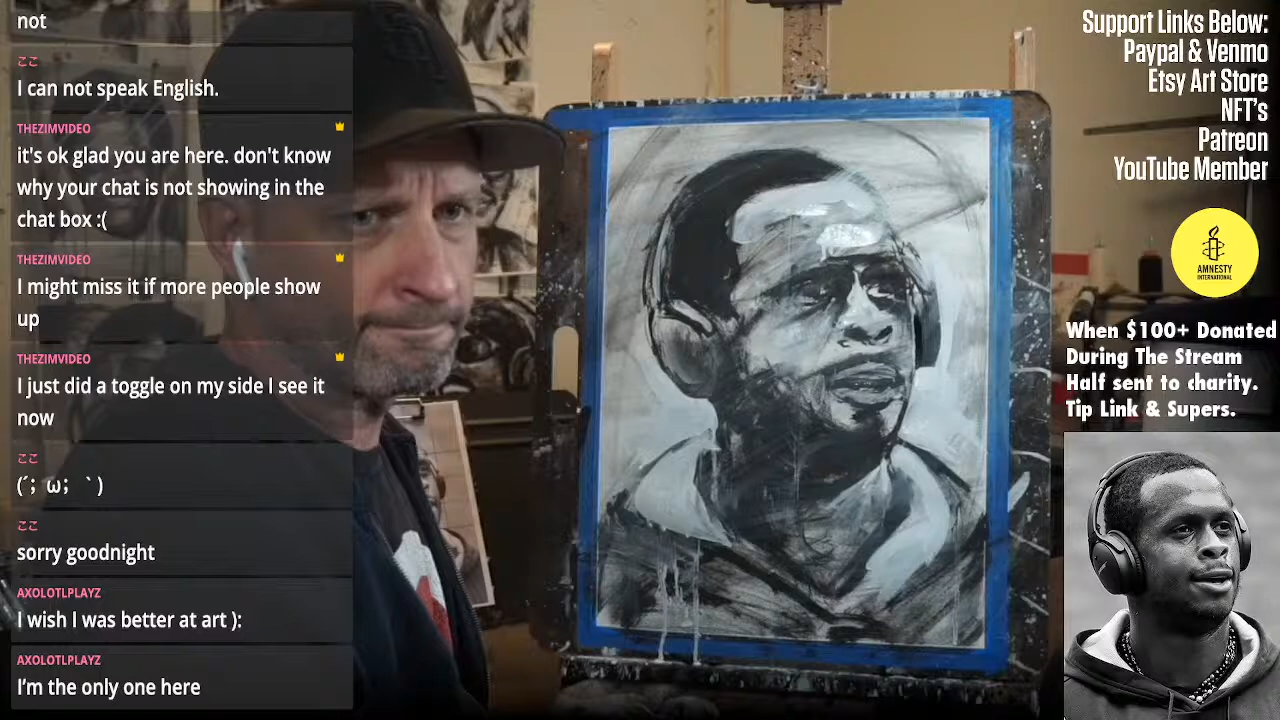 not
ここ
I can not speak English.
THEZIMVIDEO
it's ok glad you are here. don't know
why your chat is not showing in the
chat box :(
THEZIMVIDEO
I might miss it if more people show
up
THEZIMVIDEO
I just did a toggle on my side I see it
now
ここ
(´; ω; ｀)
ここ
sorry goodnight
AXOLOTLPLAYZ
I wish I was better at art ):
AXOLOTLPLAYZ
I'm the only one here
Support Links Below:
Paypal & Venmo
Etsy Art Store
NFT's
Patreon
YouTube Member
AMNESTY
INTERNATIONAL
When $100+ Donated
During The Stream
Half sent to charity.
Tip Link & Supers.